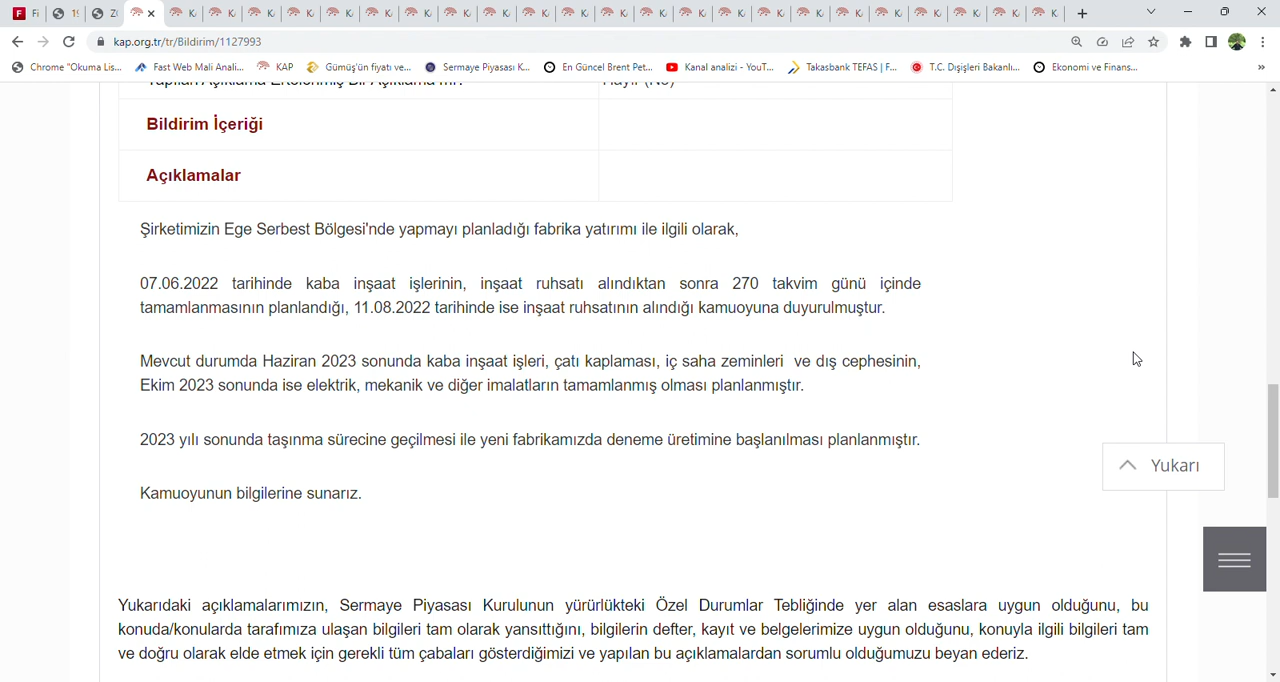 kap.org.tr/tr/Bildirim/1127993
Chrome "Okuma Lis... Fast Web Mali Anali... KAP Gümüş'ün fiyatı ve... Sermaye Piyasası K... En Güncel Brent Pet... Kanal analizi - YouT... Takasbank TEFAS | F... T.C. Dışişleri Bakanlı... Ekonomi ve Finans...
Bildirim İçeriği
Açıklamalar
Şirketimizin Ege Serbest Bölgesi'nde yapmayı planladığı fabrika yatırımı ile ilgili olarak,
07.06.2022 tarihinde kaba inşaat işlerinin, inşaat ruhsatı alındıktan sonra 270 takvim günü içinde
tamamlanmasının planlandığı, 11.08.2022 tarihinde ise inşaat ruhsatının alındığı kamuoyuna duyurulmuştur.
Mevcut durumda Haziran 2023 sonunda kaba inşaat işleri, çatı kaplaması, iç saha zeminleri ve dış cephesinin,
Ekim 2023 sonunda ise elektrik, mekanik ve diğer imalatların tamamlanmış olması planlanmıştır.
2023 yılı sonunda taşınma sürecine geçilmesi ile yeni fabrikamızda deneme üretimine başlanılması planlanmıştır.
Yukarı
Kamuoyunun bilgilerine sunarız.
Yukarıdaki açıklamalarımızın, Sermaye Piyasası Kurulunun yürürlükteki Özel Durumlar Tebliğinde yer alan esaslara uygun olduğunu, bu
konuda/konularda tarafımıza ulaşan bilgileri tam olarak yansıttığını, bilgilerin defter, kayıt ve belgelerimize uygun olduğunu, konuyla ilgili bilgileri tam
ve doğru olarak elde etmek için gerekli tüm çabaları gösterdiğimizi ve yapılan bu açıklamalardan sorumlu olduğumuzu beyan ederiz.